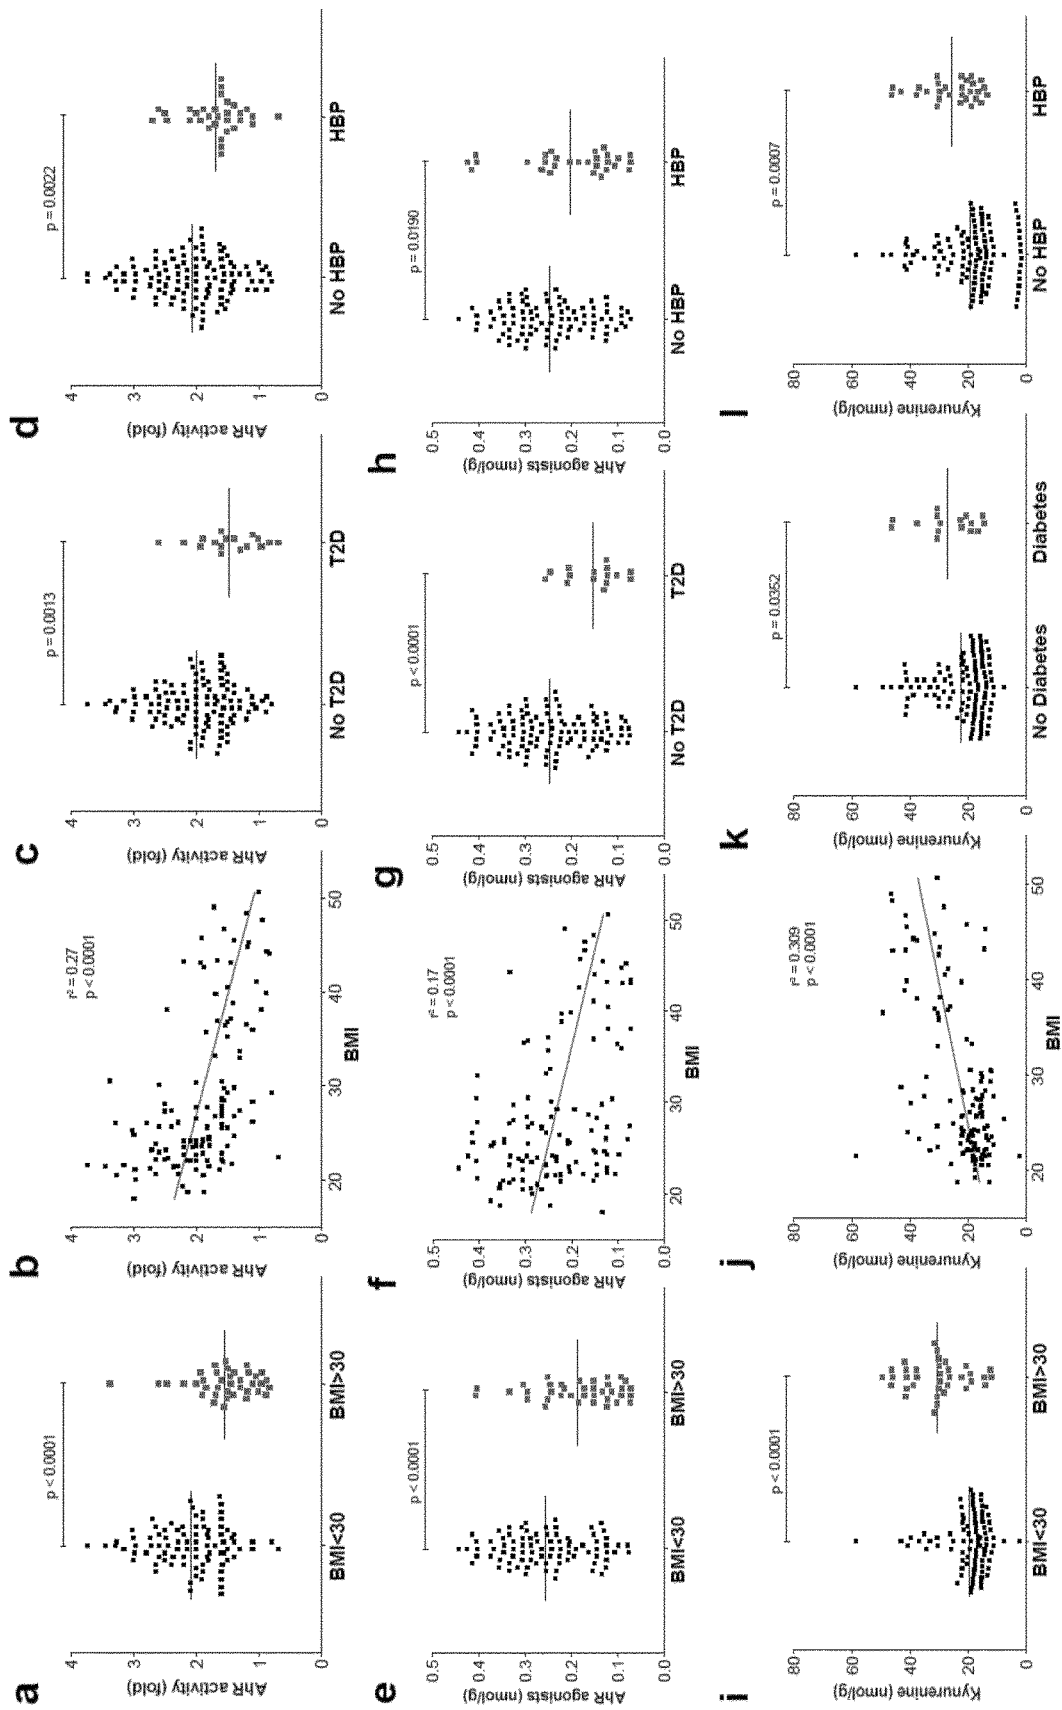 a
AhR activity (fold)
4
3
2
1
0
p < 0.0001
BMI<30
BMI>30
b
AhR activity (fold)
4
3
2
1
0
r² = 0.27
p < 0.0001
20
30
40
50
BMI
c
AhR activity (fold)
4
3
2
1
0
p = 0.0013
No T2D
T2D
d
AhR activity (fold)
4
3
2
1
0
p = 0.0022
No HBP
HBP
e
AhR agonists (nmol/g)
0.5
0.4
0.3
0.2
0.1
0.0
p < 0.0001
BMI<30
BMI>30
f
AhR agonists (nmol/g)
0.5
0.4
0.3
0.2
0.1
0.0
r² = 0.17
p < 0.0001
20
30
40
50
BMI
g
AhR agonists (nmol/g)
0.5
0.4
0.3
0.2
0.1
0.0
p < 0.0001
No T2D
T2D
h
AhR agonists (nmol/g)
0.5
0.4
0.3
0.2
0.1
0.0
p = 0.0190
No HBP
HBP
i
Kynurenine (nmol/g)
80
60
40
20
0
p < 0.0001
BMI<30
BMI>30
j
Kynurenine (nmol/g)
80
60
40
20
0
r² = 0.309
p < 0.0001
20
30
40
50
BMI
k
Kynurenine (nmol/g)
80
60
40
20
0
p = 0.0352
No Diabetes
Diabetes
l
Kynurenine (nmol/g)
80
60
40
20
0
p = 0.0007
No HBP
HBP